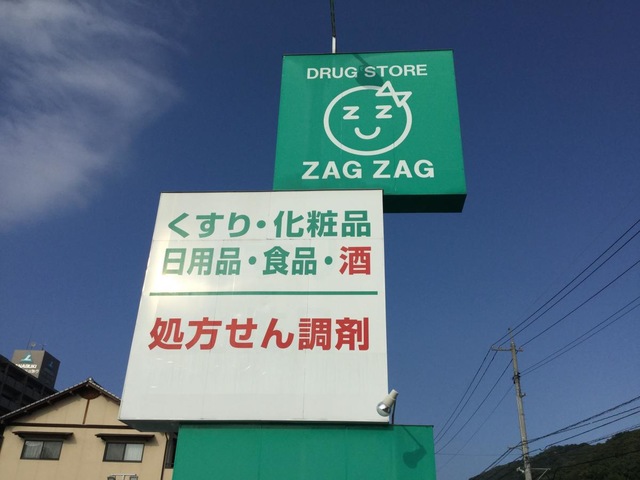 DRUG STORE
ZZ
ZAG ZAG
くすり・化粧品
日用品・食品・酒
処方せん調剤